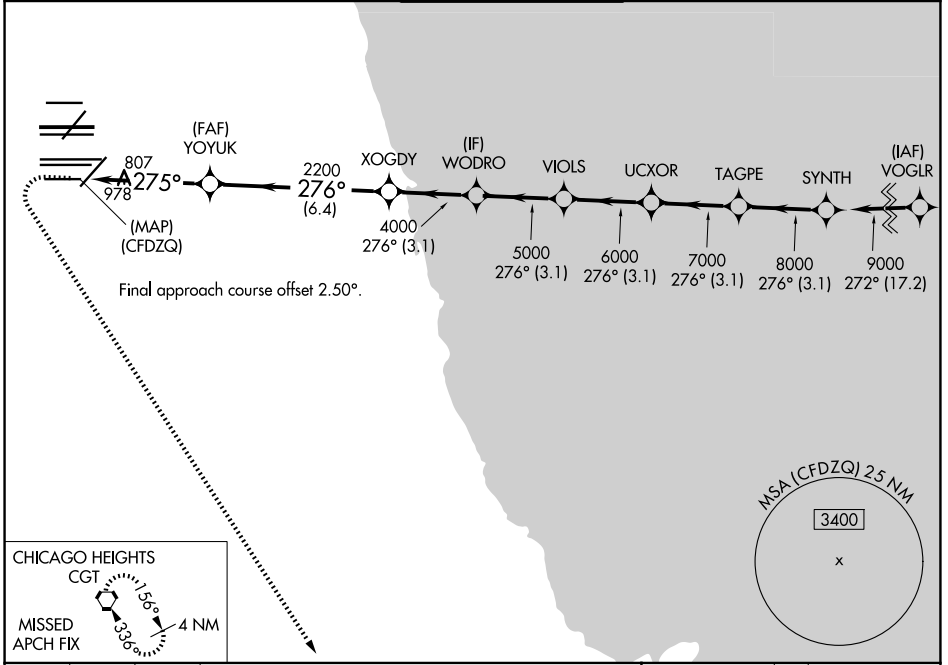 (FAF)
YOYUK
807
978
275°
(MAP)
(CFDZQ)
2200
276°
(6.4)
XOGDY
4000
276° (3.1)
(IF)
WODRO
5000
276° (3.1)
VIOLS
6000
276° (3.1)
UCXOR
7000
276° (3.1)
TAGPE
8000
276° (3.1)
SYNTH
9000
272° (17.2)
(IAF)
VOGLR
Final approach course offset 2.50°.
MSA (CFDZQ) 25 NM
3400
x
CHICAGO HEIGHTS
CGT
156°
336°
4 NM
MISSED
APCH FIX